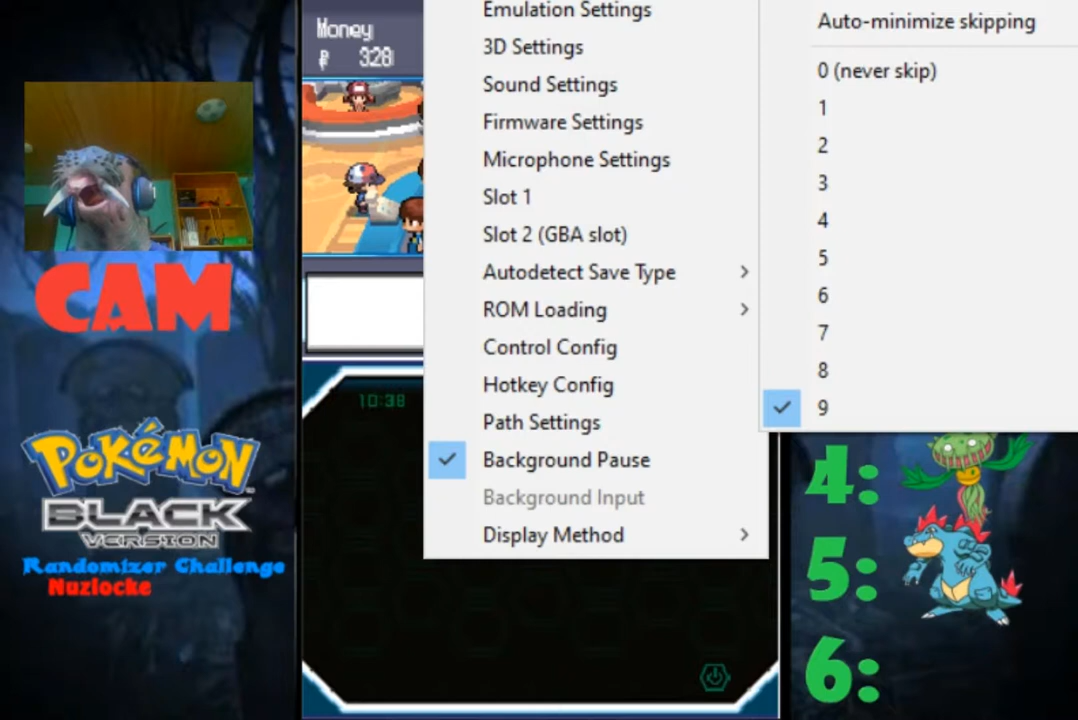 Money
₽ 328
CAM
POKéMON
BLACK
VERSION
Randomizer Challenge
Nuzlocke
Emulation Settings
3D Settings
Sound Settings
Firmware Settings
Microphone Settings
Slot 1
Slot 2 (GBA slot)
Autodetect Save Type
ROM Loading
Control Config
Hotkey Config
Path Settings
Background Pause
Background Input
Display Method
Auto-minimize skipping
0 (never skip)
1
2
3
4
5
6
7
8
9
10:38
4:
5:
6: